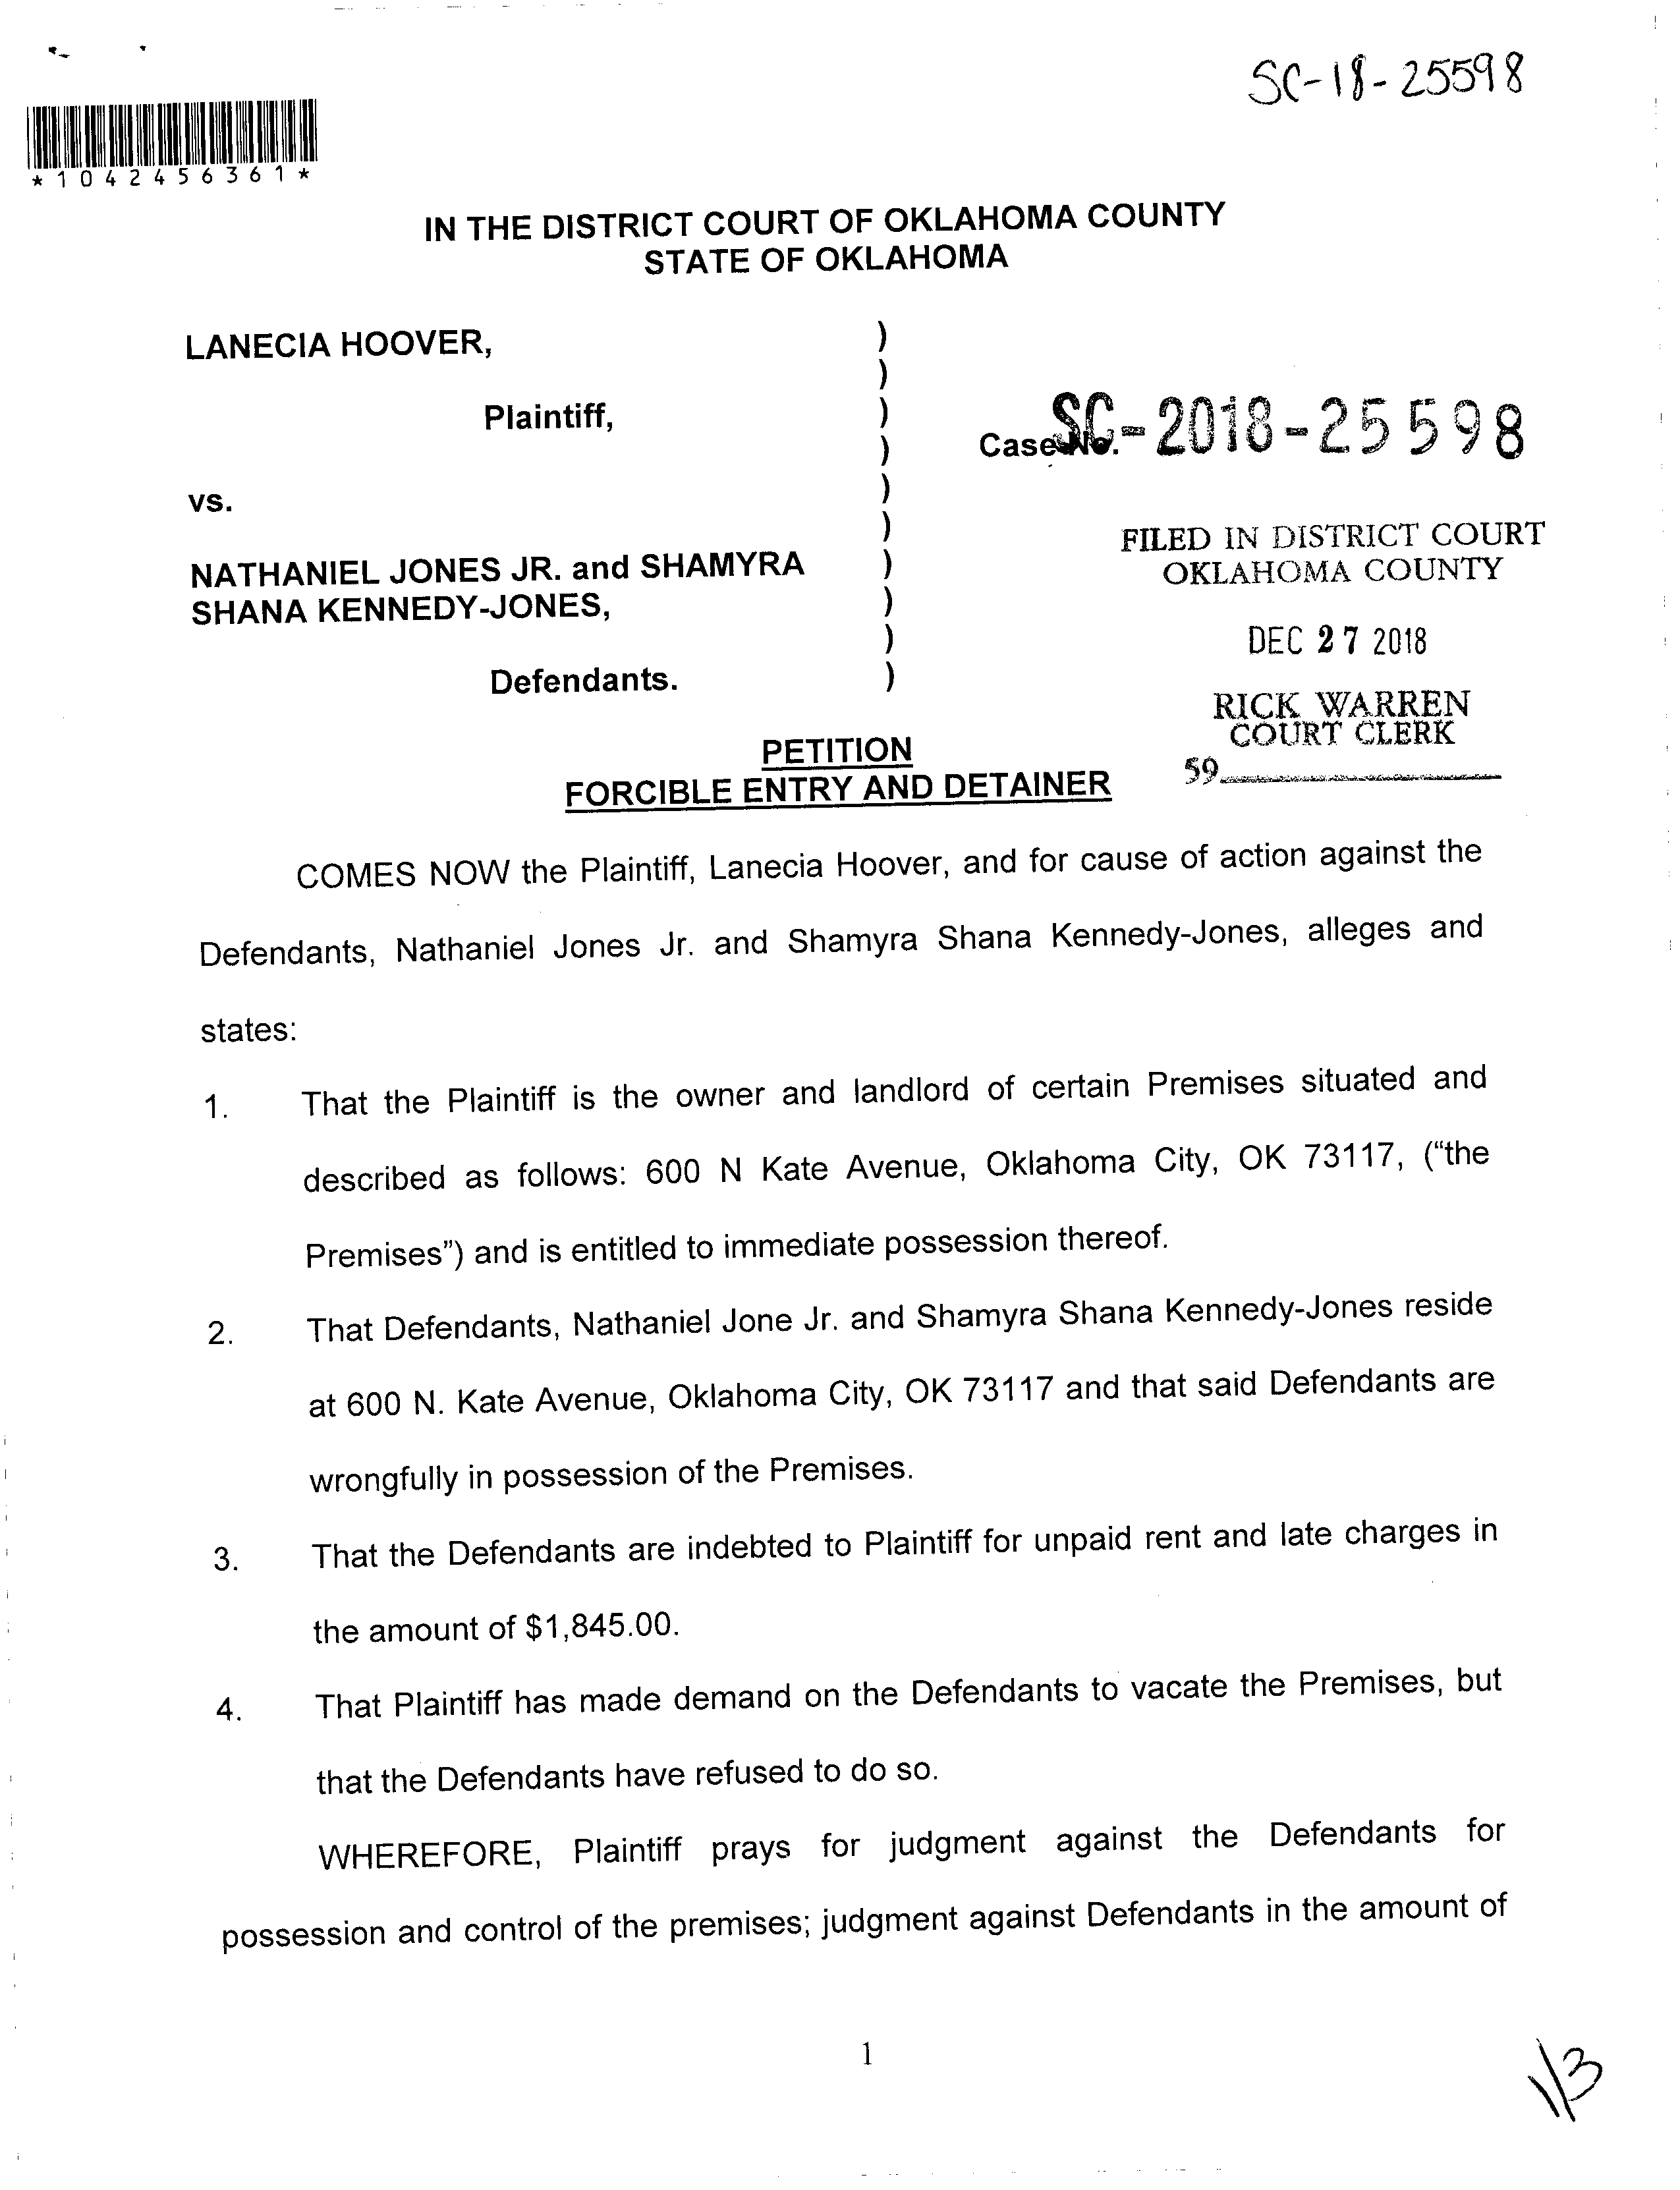 SC-18-25598
*1042456361*
IN THE DISTRICT COURT OF OKLAHOMA COUNTY
STATE OF OKLAHOMA
LANECIA HOOVER,
Plaintiff,
vs.
NATHANIEL JONES JR. and SHAMYRA
SHANA KENNEDY-JONES,
Defendants.
)
)
)
)
)
)
)
)
)
)
Case No. SC-2018-25598
FILED IN DISTRICT COURT
OKLAHOMA COUNTY
DEC 27 2018
RICK WARREN
COURT CLERK
59
PETITION
FORCIBLE ENTRY AND DETAINER
COMES NOW the Plaintiff, Lanecia Hoover, and for cause of action against the
Defendants, Nathaniel Jones Jr. and Shamyra Shana Kennedy-Jones, alleges and
states:
1. That the Plaintiff is the owner and landlord of certain Premises situated and
described as follows: 600 N Kate Avenue, Oklahoma City, OK 73117, (“the
Premises”) and is entitled to immediate possession thereof.
2. That Defendants, Nathaniel Jone Jr. and Shamyra Shana Kennedy-Jones reside
at 600 N. Kate Avenue, Oklahoma City, OK 73117 and that said Defendants are
wrongfully in possession of the Premises.
3. That the Defendants are indebted to Plaintiff for unpaid rent and late charges in
the amount of $1,845.00.
4. That Plaintiff has made demand on the Defendants to vacate the Premises, but
that the Defendants have refused to do so.
WHEREFORE, Plaintiff prays for judgment against the Defendants for
possession and control of the premises; judgment against Defendants in the amount of
1
1/3